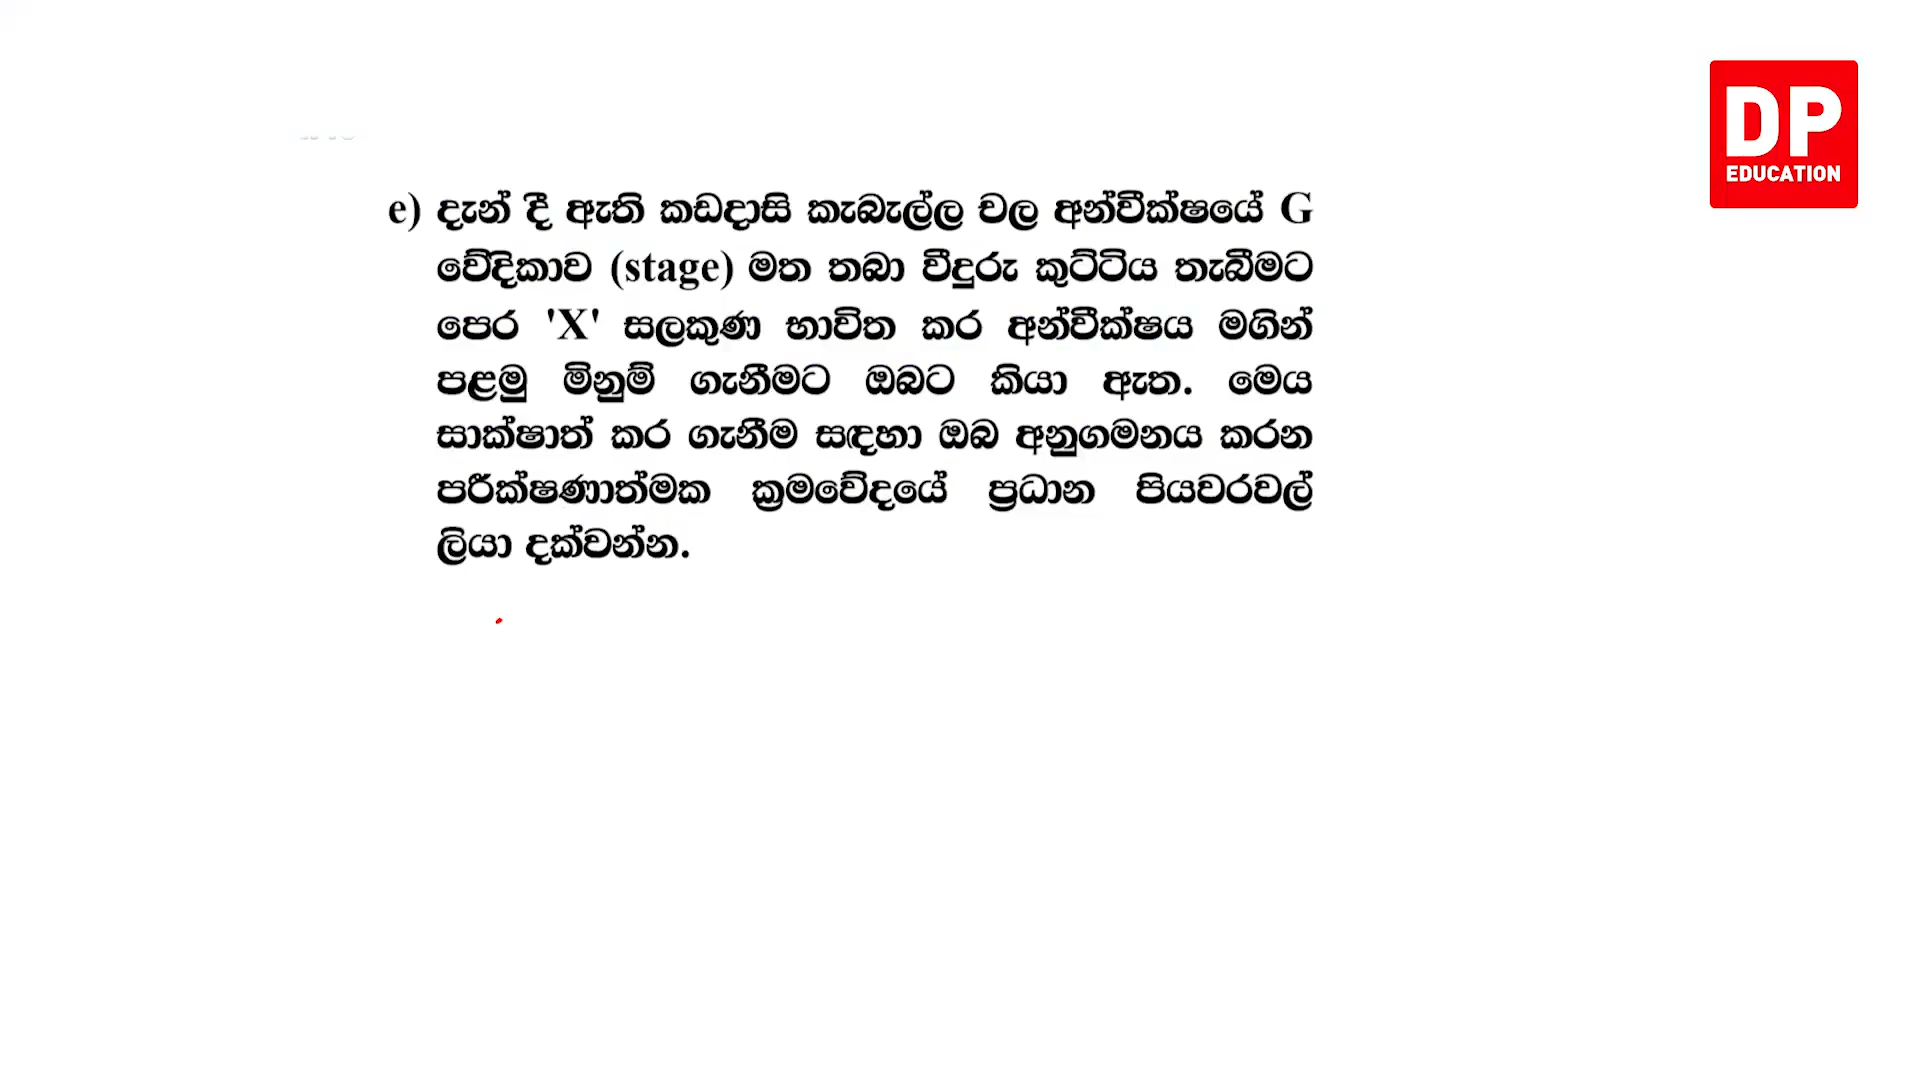 DP
EDUCATION
e) දැන් දී ඇති කඩදාසි කැබැල්ල චල අන්වීක්ෂයේ G
වේදිකාව (stage) මත තබා වීදුරු කුට්ටිය තැබීමට
පෙර 'X' සලකුණ භාවිත කර අන්වීක්ෂය මගින්
පළමු මිනුම් ගැනීමට ඔබට කියා ඇත. මෙය
සාක්ෂාත් කර ගැනීම සඳහා ඔබ අනුගමනය කරන
පරීක්ෂණාත්මක ක්‍රමවේදයේ ප්‍රධාන පියවරවල්
ලියා දක්වන්න.